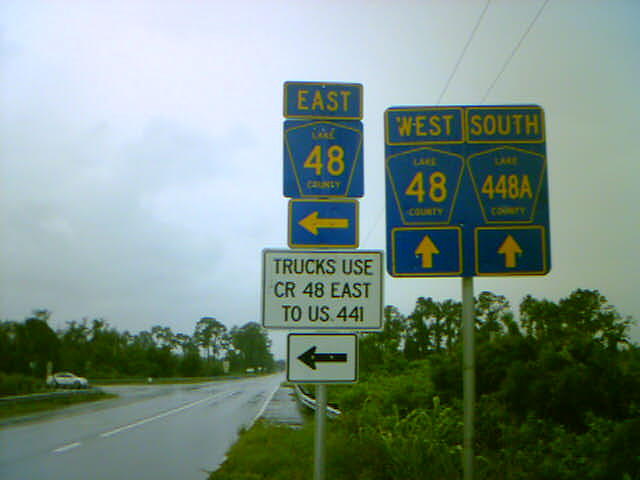 EAST
LAKE
48
COUNTY
TRUCKS USE
CR 48 EAST
TO US 441
WEST SOUTH
LAKE LAKE
48 448A
COUNTY COUNTY